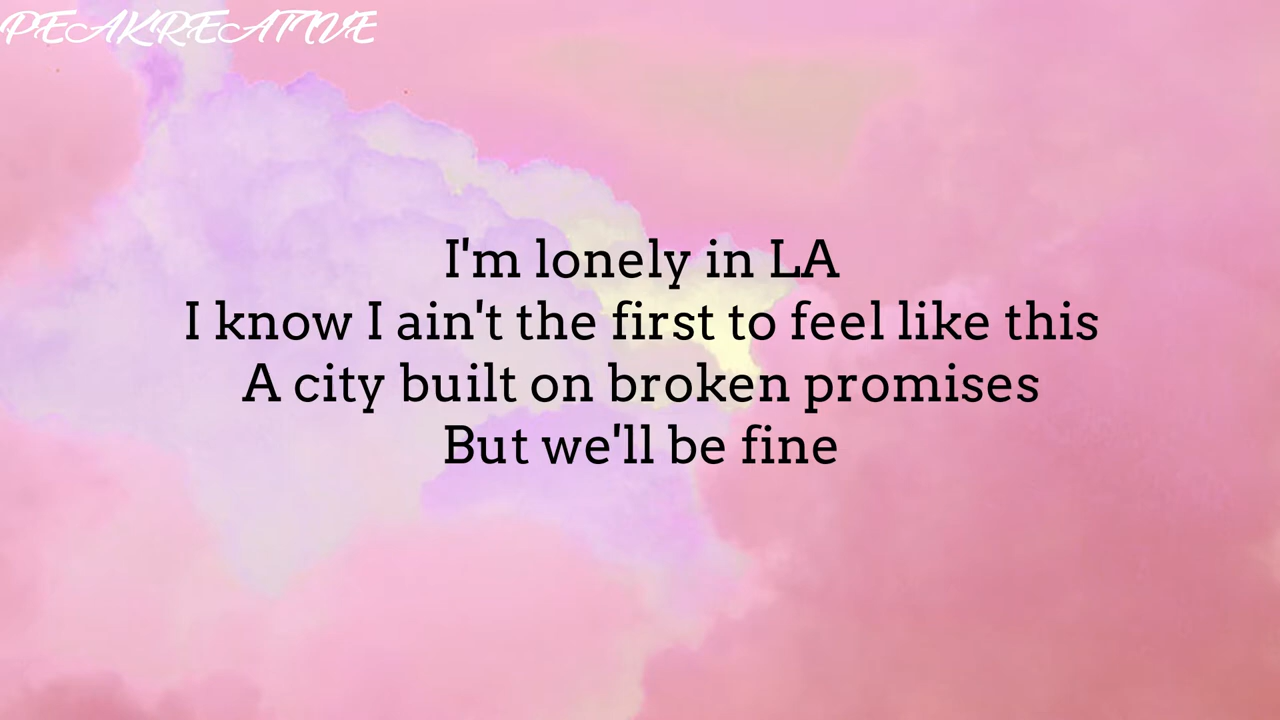 PEAKREATIVE
I'm lonely in LA
I know I ain't the first to feel like this
A city built on broken promises
But we'll be fine